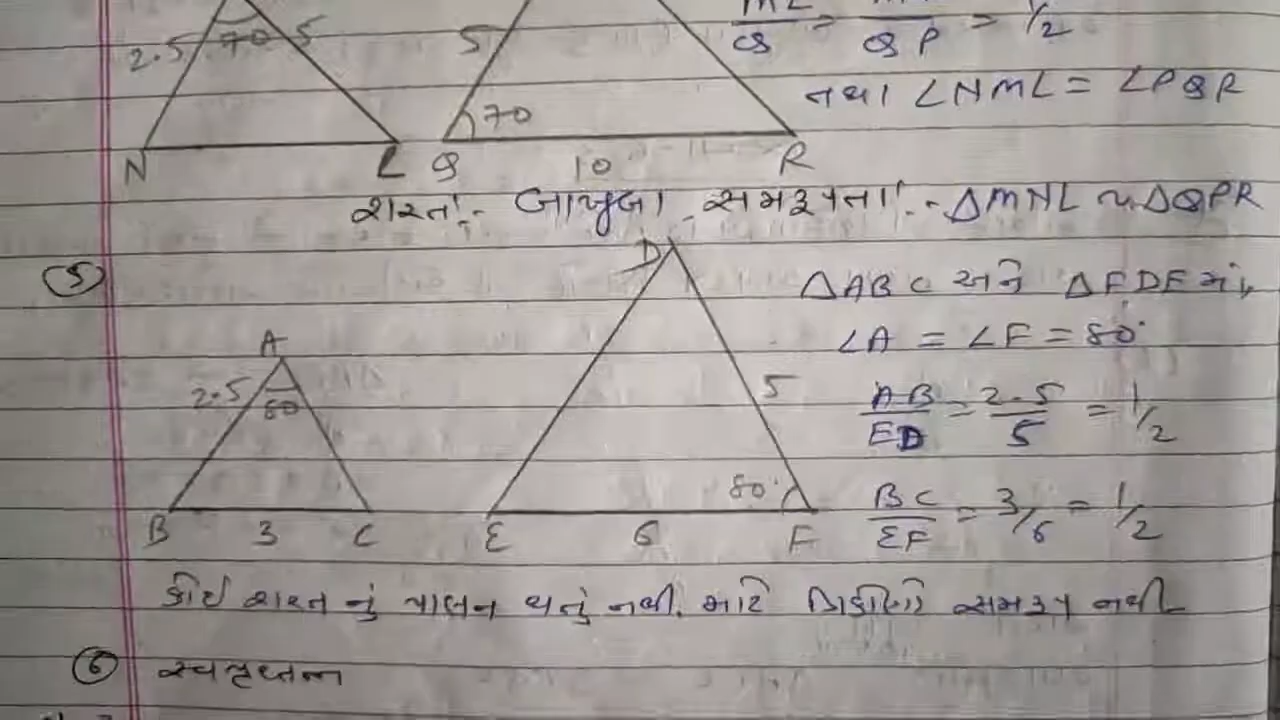 2.5 70 5
5
= 1/2
QP
70
તથા ∠NML = ∠PQR
N L Q 10 R
શરત :- બાખુબા સમરૂપતા :- ΔMNL ~ ΔQPR
5
D
ΔABC અને ΔFDEમાં,
∠A = ∠F = 80°
A
2.5 80
5
AB/ED = 2.5/5 = 1/2
80°
BC/EF = 3/6 = 1/2
B 3 C E 6 F
કોઈ શરત નું પાલન થતું નથી. માટે ત્રિકોણો સમરૂપ નથી
6